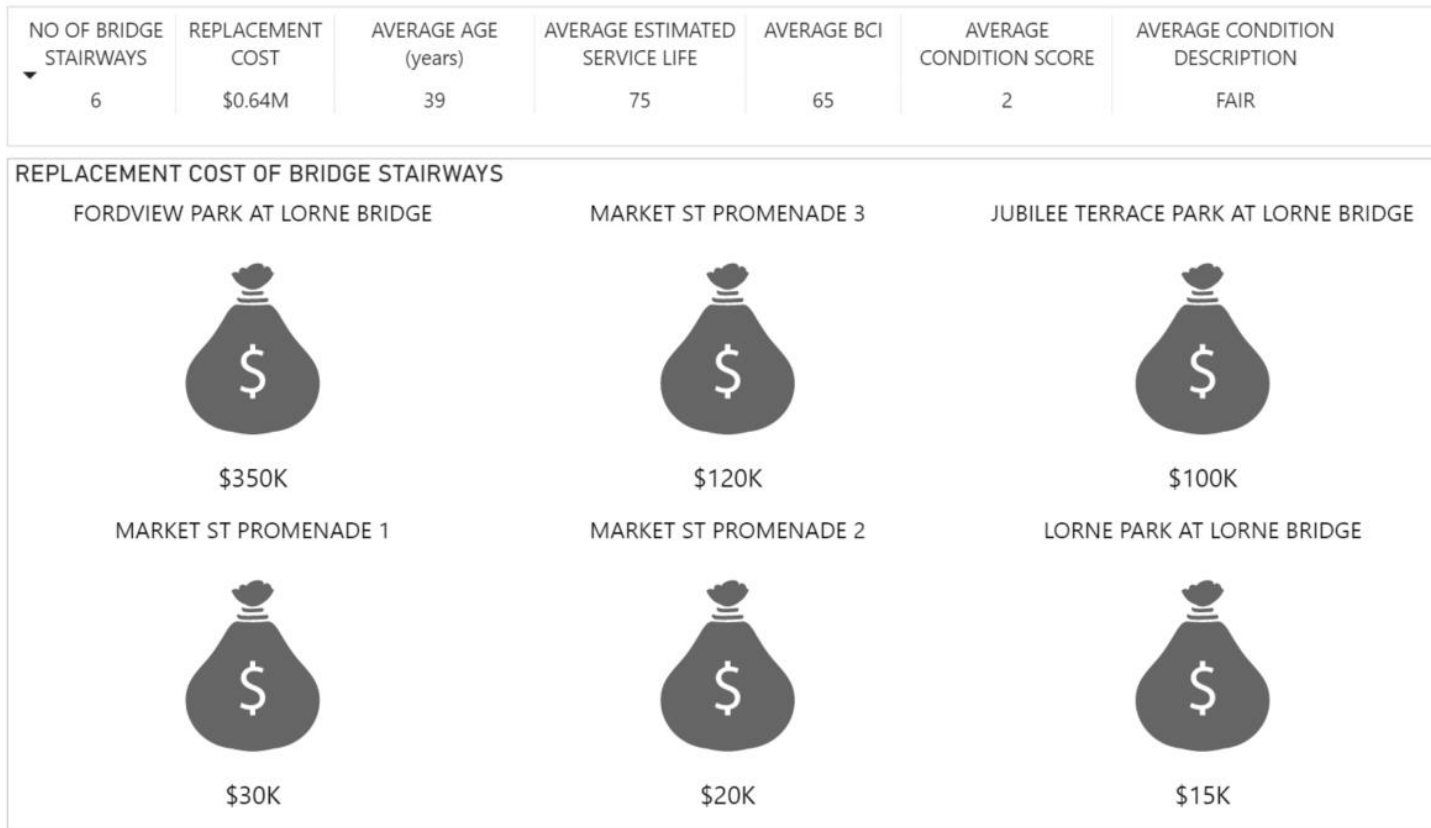 NO OF BRIDGE STAIRWAYS
REPLACEMENT COST
AVERAGE AGE (years)
AVERAGE ESTIMATED SERVICE LIFE
AVERAGE BCI
AVERAGE CONDITION SCORE
AVERAGE CONDITION DESCRIPTION
6 $0.64M 39 75 65 2 FAIR
REPLACEMENT COST OF BRIDGE STAIRWAYS
FORDVIEW PARK AT LORNE BRIDGE
$
$350K
MARKET ST PROMENADE 3
$
$120K
JUBILEE TERRACE PARK AT LORNE BRIDGE
$
$100K
MARKET ST PROMENADE 1
$
$30K
MARKET ST PROMENADE 2
$
$20K
LORNE PARK AT LORNE BRIDGE
$
$15K